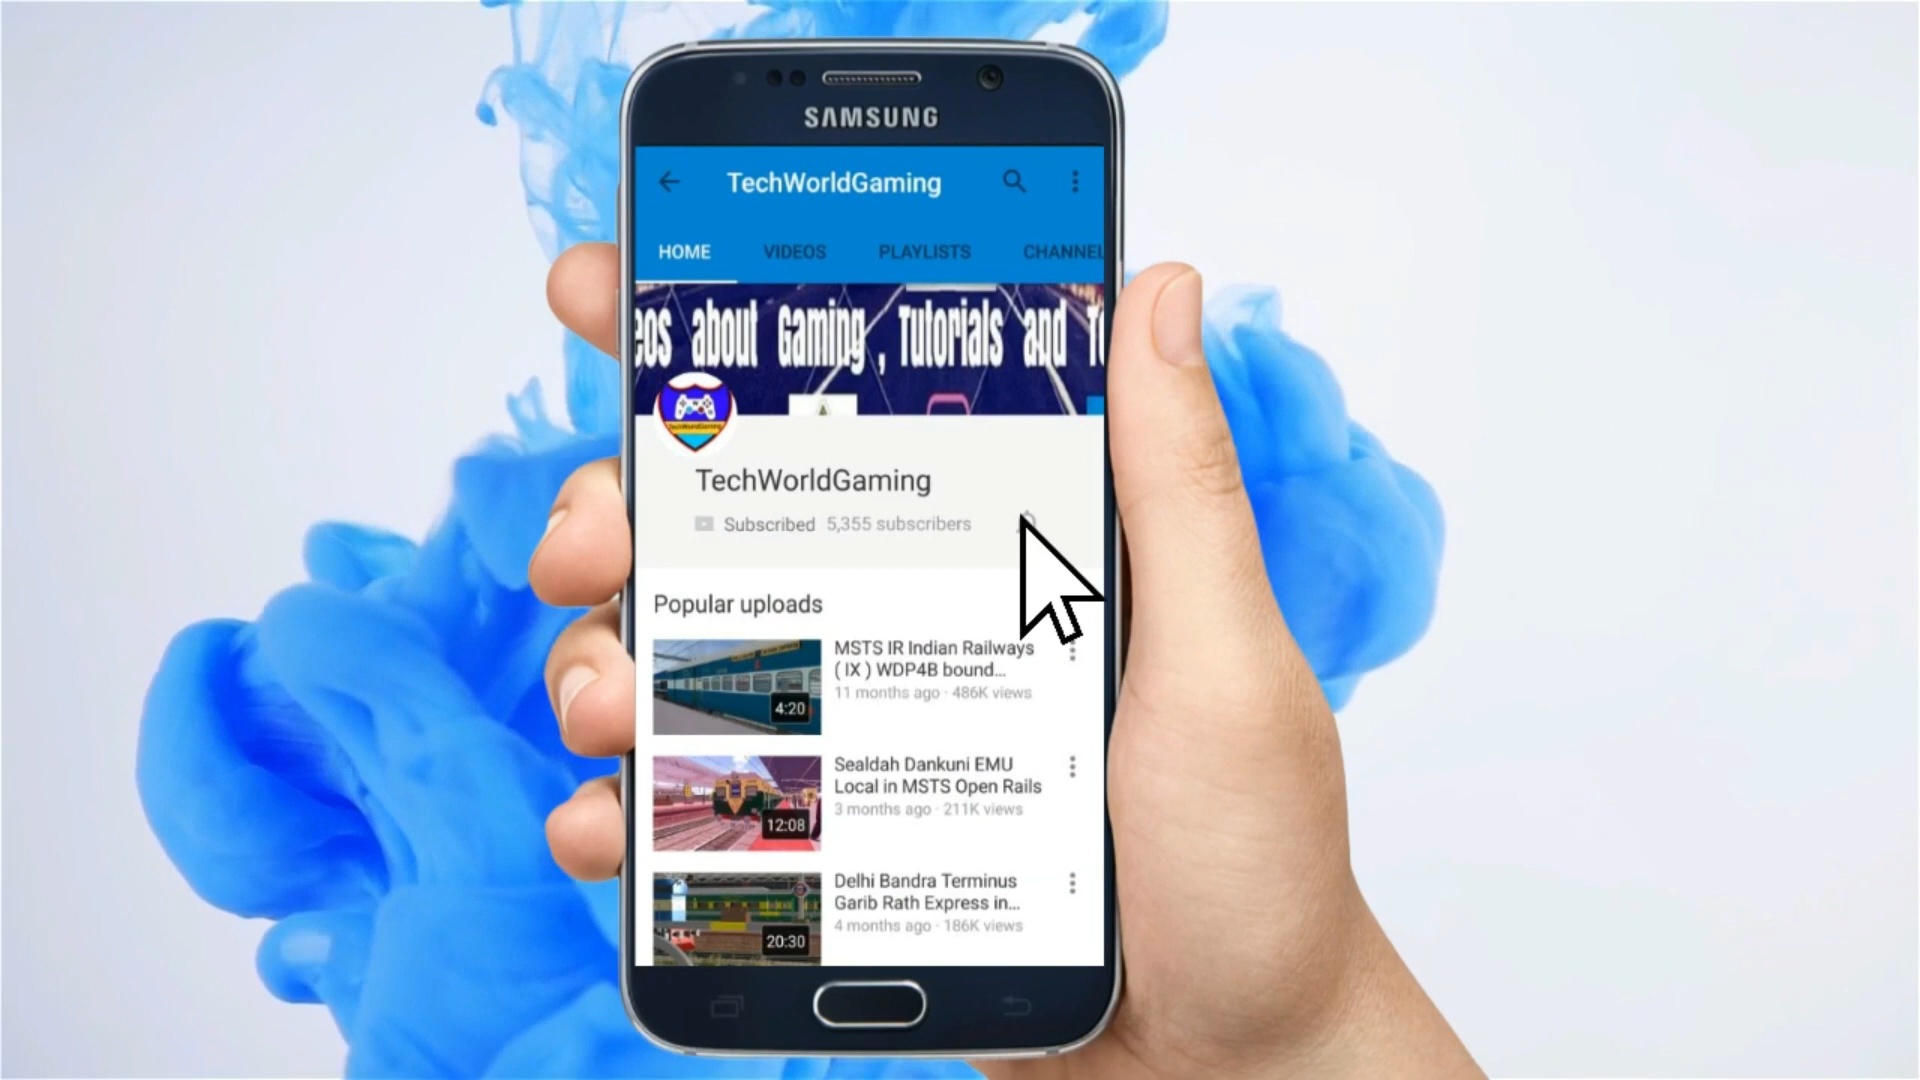 SAMSUNG
TechWorldGaming
HOME VIDEOS PLAYLISTS CHANNEL
eos about Gaming , Tutorials and Te
TechWorldGaming
TechWorldGaming
Subscribed 5,355 subscribers
Popular uploads
MSTS IR Indian Railways
( IX ) WDP4B bound...
11 months ago · 486K views
4:20
Sealdah Dankuni EMU
Local in MSTS Open Rails
3 months ago · 211K views
12:08
Delhi Bandra Terminus
Garib Rath Express in...
4 months ago · 186K views
20:30